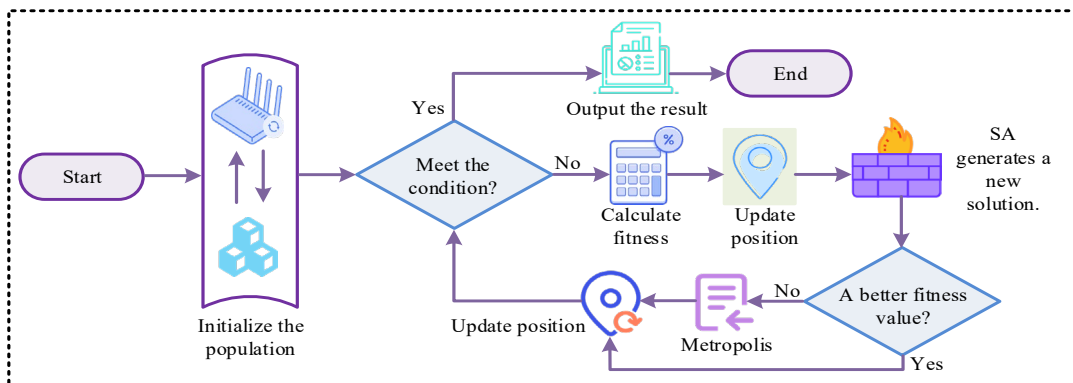 Start
Initialize the
population
Meet the
condition?
Yes
Output the result
End
No
%
Calculate
fitness
Update
position
SA
generates a
new
solution.
A better fitness
value?
No
Metropolis
Update position
Yes